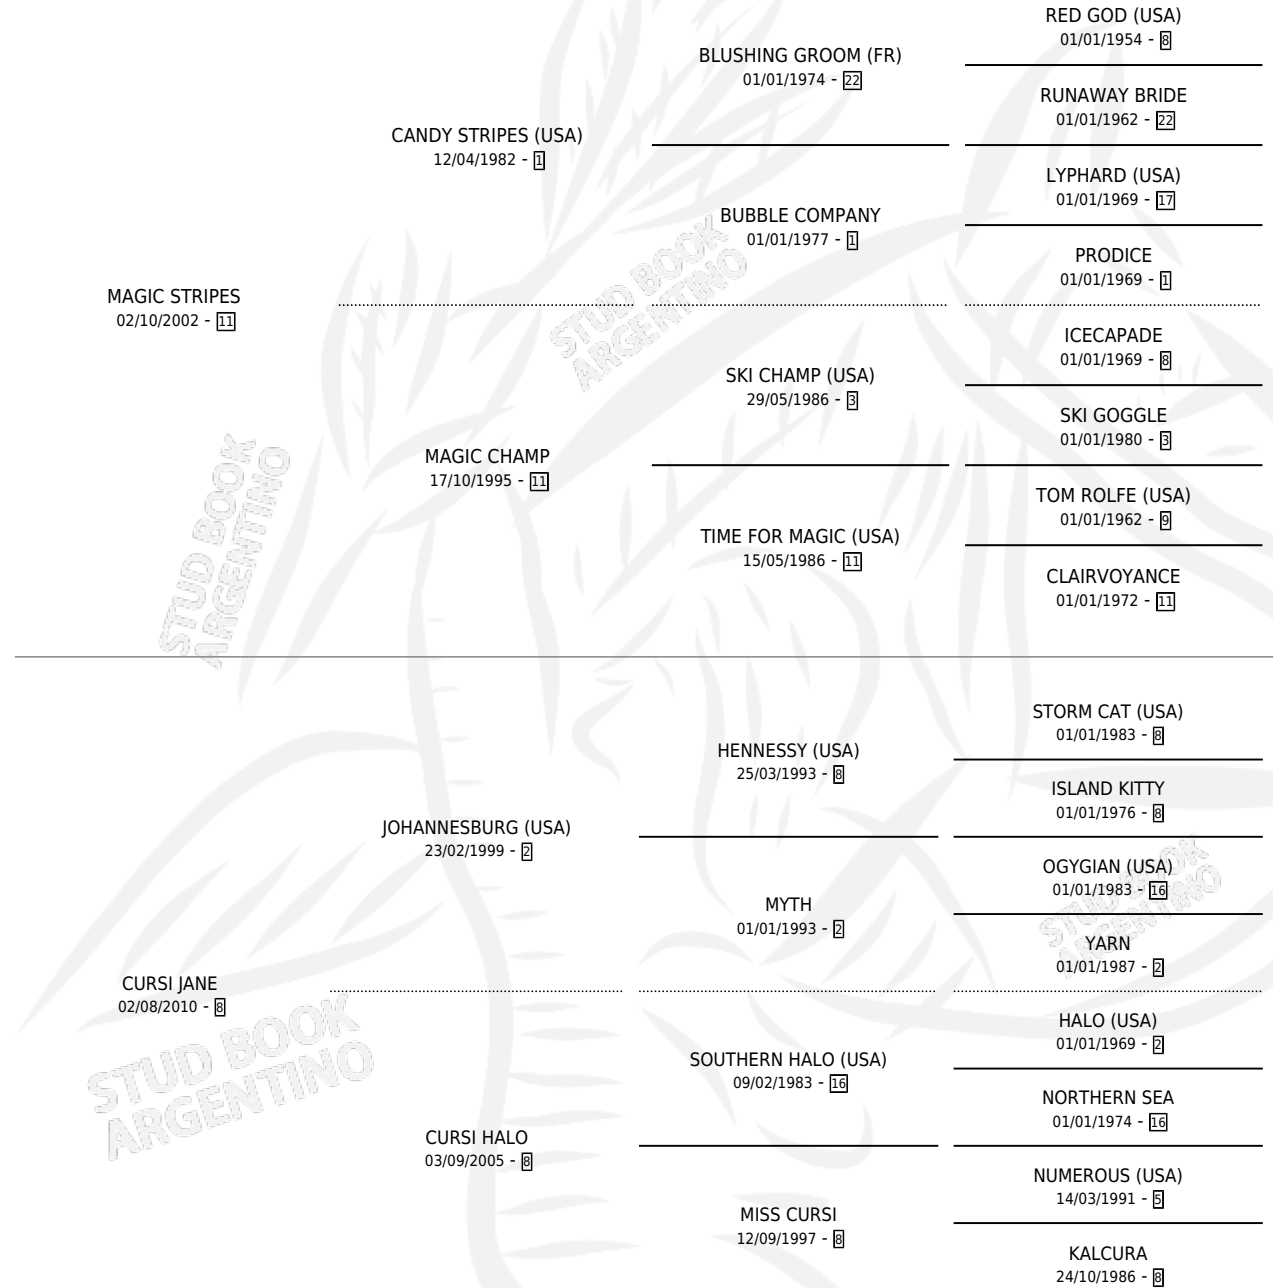 RED GOD (USA)
01/01/1954 - 8
BLUSHING GROOM (FR)
01/01/1974 - 22
RUNAWAY BRIDE
01/01/1962 - 22
CANDY STRIPES (USA)
12/04/1982 - 1
LYPHARD (USA)
01/01/1969 - 17
BUBBLE COMPANY
01/01/1977 - 1
PRODICE
01/01/1969 - 1
MAGIC STRIPES
02/10/2002 - 11
STUD BOOK
ARGENTINO
ICECAPADE
01/01/1969 - 8
SKI CHAMP (USA)
29/05/1986 - 3
SKI GOGGLE
01/01/1980 - 3
MAGIC CHAMP
17/10/1995 - 11
TOM ROLFE (USA)
01/01/1962 - 9
TIME FOR MAGIC (USA)
15/05/1986 - 11
CLAIRVOYANCE
01/01/1972 - 11
STUD BOOK
ARGENTINO
STORM CAT (USA)
01/01/1983 - 8
HENNESSY (USA)
25/03/1993 - 8
ISLAND KITTY
01/01/1976 - 8
JOHANNESBURG (USA)
23/02/1999 - 2
OGYGIAN (USA)
01/01/1983 - 16
MYTH
01/01/1993 - 2
YARN
01/01/1987 - 2
STUD BOOK
ARGENTINO
CURSI JANE
02/08/2010 - 8
HALO (USA)
01/01/1969 - 2
SOUTHERN HALO (USA)
09/02/1983 - 16
NORTHERN SEA
01/01/1974 - 16
STUD BOOK
ARGENTINO
CURSI HALO
03/09/2005 - 8
NUMEROUS (USA)
14/03/1991 - 5
MISS CURSI
12/09/1997 - 8
KALCURA
24/10/1986 - 8